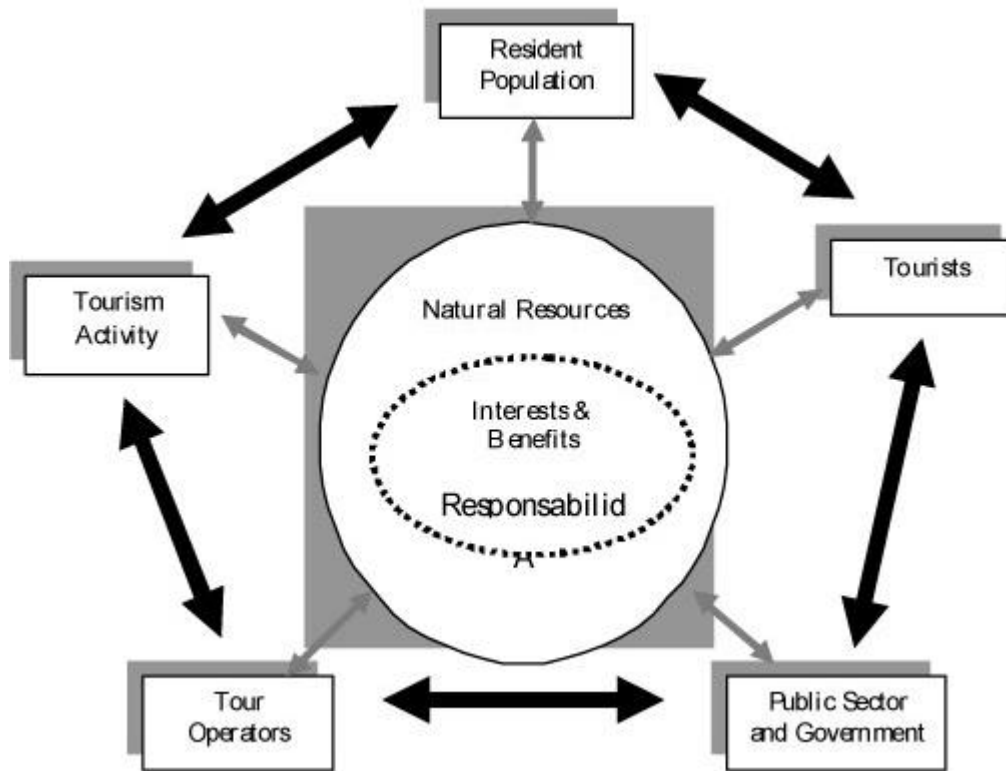 Resident
Population
Tourists
Tourism
Activity
Natural Resources
Interests &
Benefits
Responsabilid
A
Tour
Operators
Public Sector
and Government